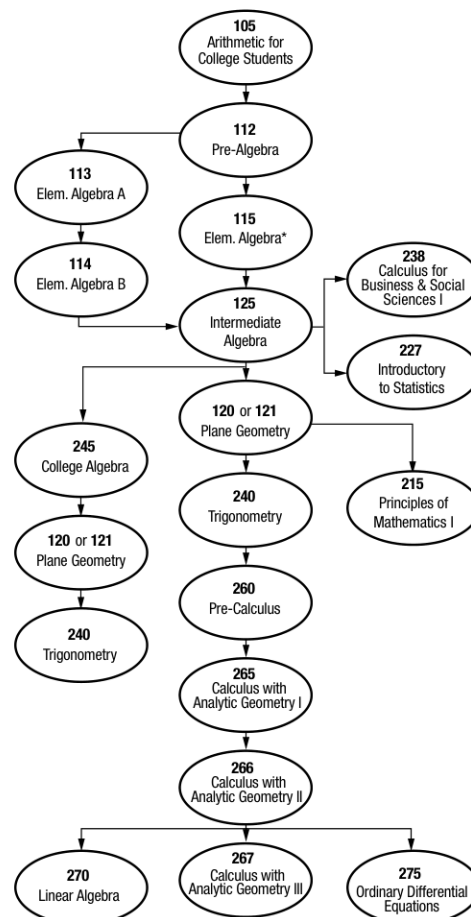 105
Arithmetic for
College Students
112
Pre-Algebra
113
Elem. Algebra A
115
Elem. Algebra*
114
Elem. Algebra B
238
Calculus for
Business & Social
Sciences I
125
Intermediate
Algebra
227
Introductory
to Statistics
120 or 121
Plane Geometry
245
College Algebra
215
Principles of
Mathematics I
240
Trigonometry
120 or 121
Plane Geometry
260
Pre-Calculus
240
Trigonometry
265
Calculus with
Analytic Geometry I
266
Calculus with
Analytic Geometry II
270
Linear Algebra
267
Calculus with
Analytic Geometry III
275
Ordinary Differential
Equations